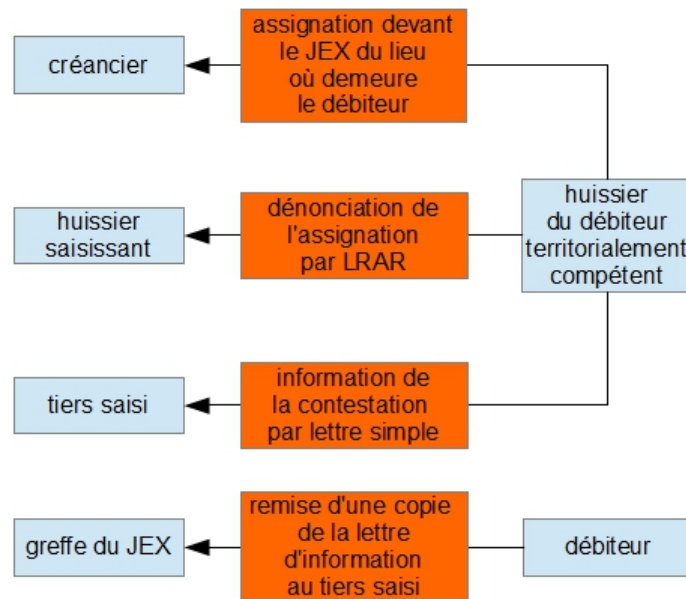 créancier
assignation devant
le JEX du lieu
où demeure
le débiteur
huissier
saisissant
dénonciation de
l'assignation
par LRAR
huissier
du débiteur
territorialement
compétent
tiers saisi
information de
la contestation
par lettre simple
greffe du JEX
remise d'une copie
de la lettre
d'information
au tiers saisi
débiteur